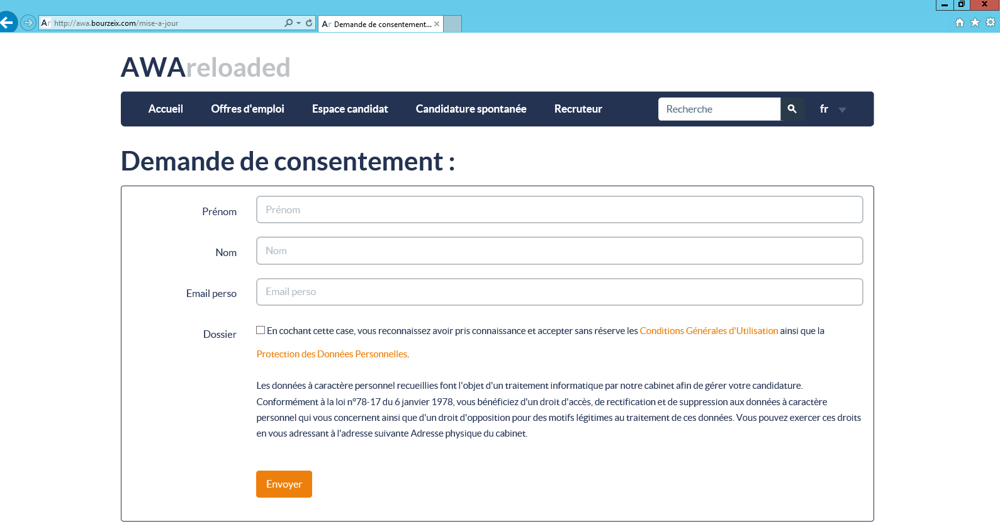 http://awa.bourzeix.com/mise-a-jour
Ar Demande de consentement...
AWAreloaded
Accueil Offres d'emploi Espace candidat Candidature spontanée Recruteur Recherche fr
Demande de consentement :
Prénom Prénom
Nom Nom
Email perso Email perso
Dossier En cochant cette case, vous reconnaissez avoir pris connaissance et accepter sans réserve les Conditions Générales d'Utilisation ainsi que la
Protection des Données Personnelles.
Les données à caractère personnel recueillies font l'objet d'un traitement informatique par notre cabinet afin de gérer votre candidature.
Conformément à la loi n°78-17 du 6 janvier 1978, vous bénéficiez d'un droit d'accès, de rectification et de suppression aux données à caractère
personnel qui vous concernent ainsi que d'un droit d'opposition pour des motifs légitimes au traitement de ces données. Vous pouvez exercer ces droits
en vous adressant à l’adresse suivante Adresse physique du cabinet.
Envoyer